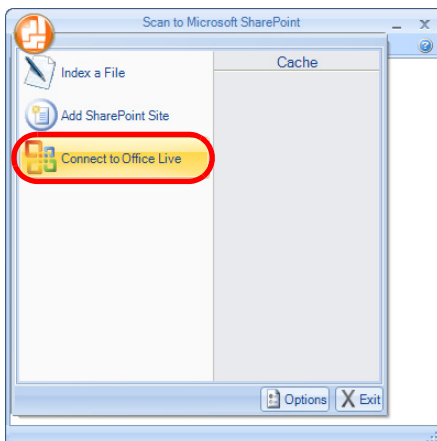 Scan to Microsoft SharePoint
Cache
Index a File
Add SharePoint Site
Connect to Office Live
Options
Exit